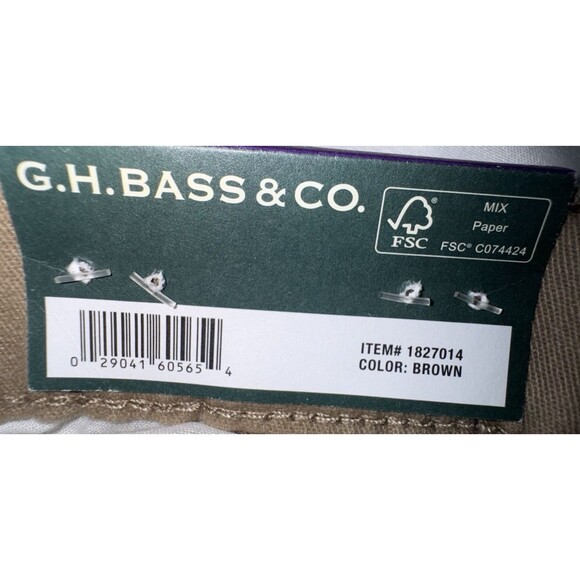 G.H.BASS & CO.
FSC
MIX
Paper
FSC® C074424
0 29041 60565 4
ITEM# 1827014
COLOR: BROWN